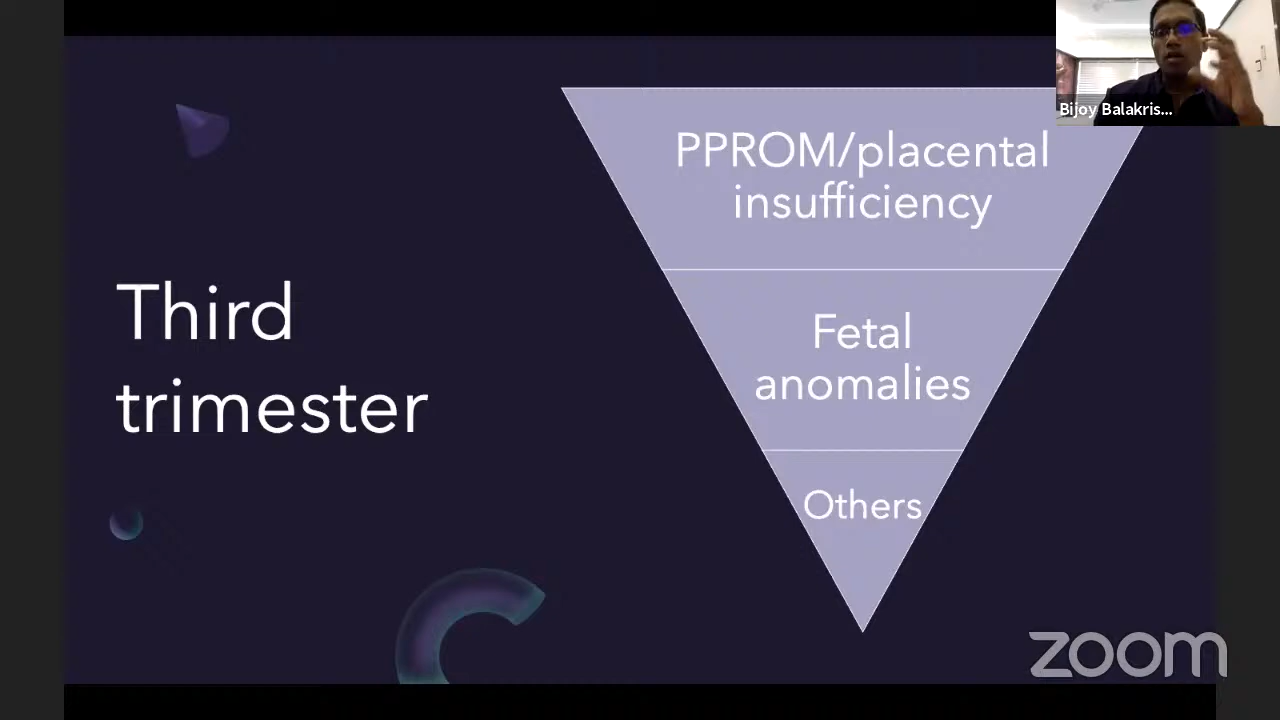 Third
trimester
PPROM/placental
insufficiency
Fetal
anomalies
Others
Bijoy Balakris...
zoom